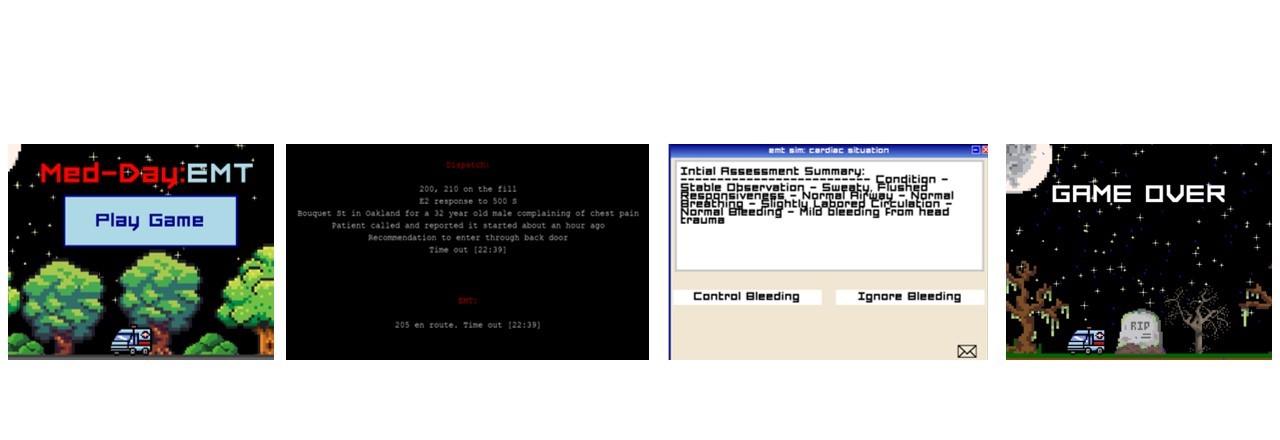 Med-Day:EMT
Play Game
Dispatch:
200, 210 on the fill
E2 response to 500 S
Bouquet St in Oakland for a 32 year old male complaining of chest pain
Patient called and reported it started about an hour ago
Recommendation to enter through back door
Time out [22:39]
EMT:
205 en route. Time out [22:39]
emt sim: cardiac situation
Intial Assessment Summary:
------------------------------ Condition -
Stable Observation - Sweaty, Flushed
Responsiveness - Normal Airway - Normal
Breathing - Slightly Labored Circulation -
Normal Bleeding - Mild bleeding from head
trauma
Control Bleeding
Ignore Bleeding
GAME OVER
RIP